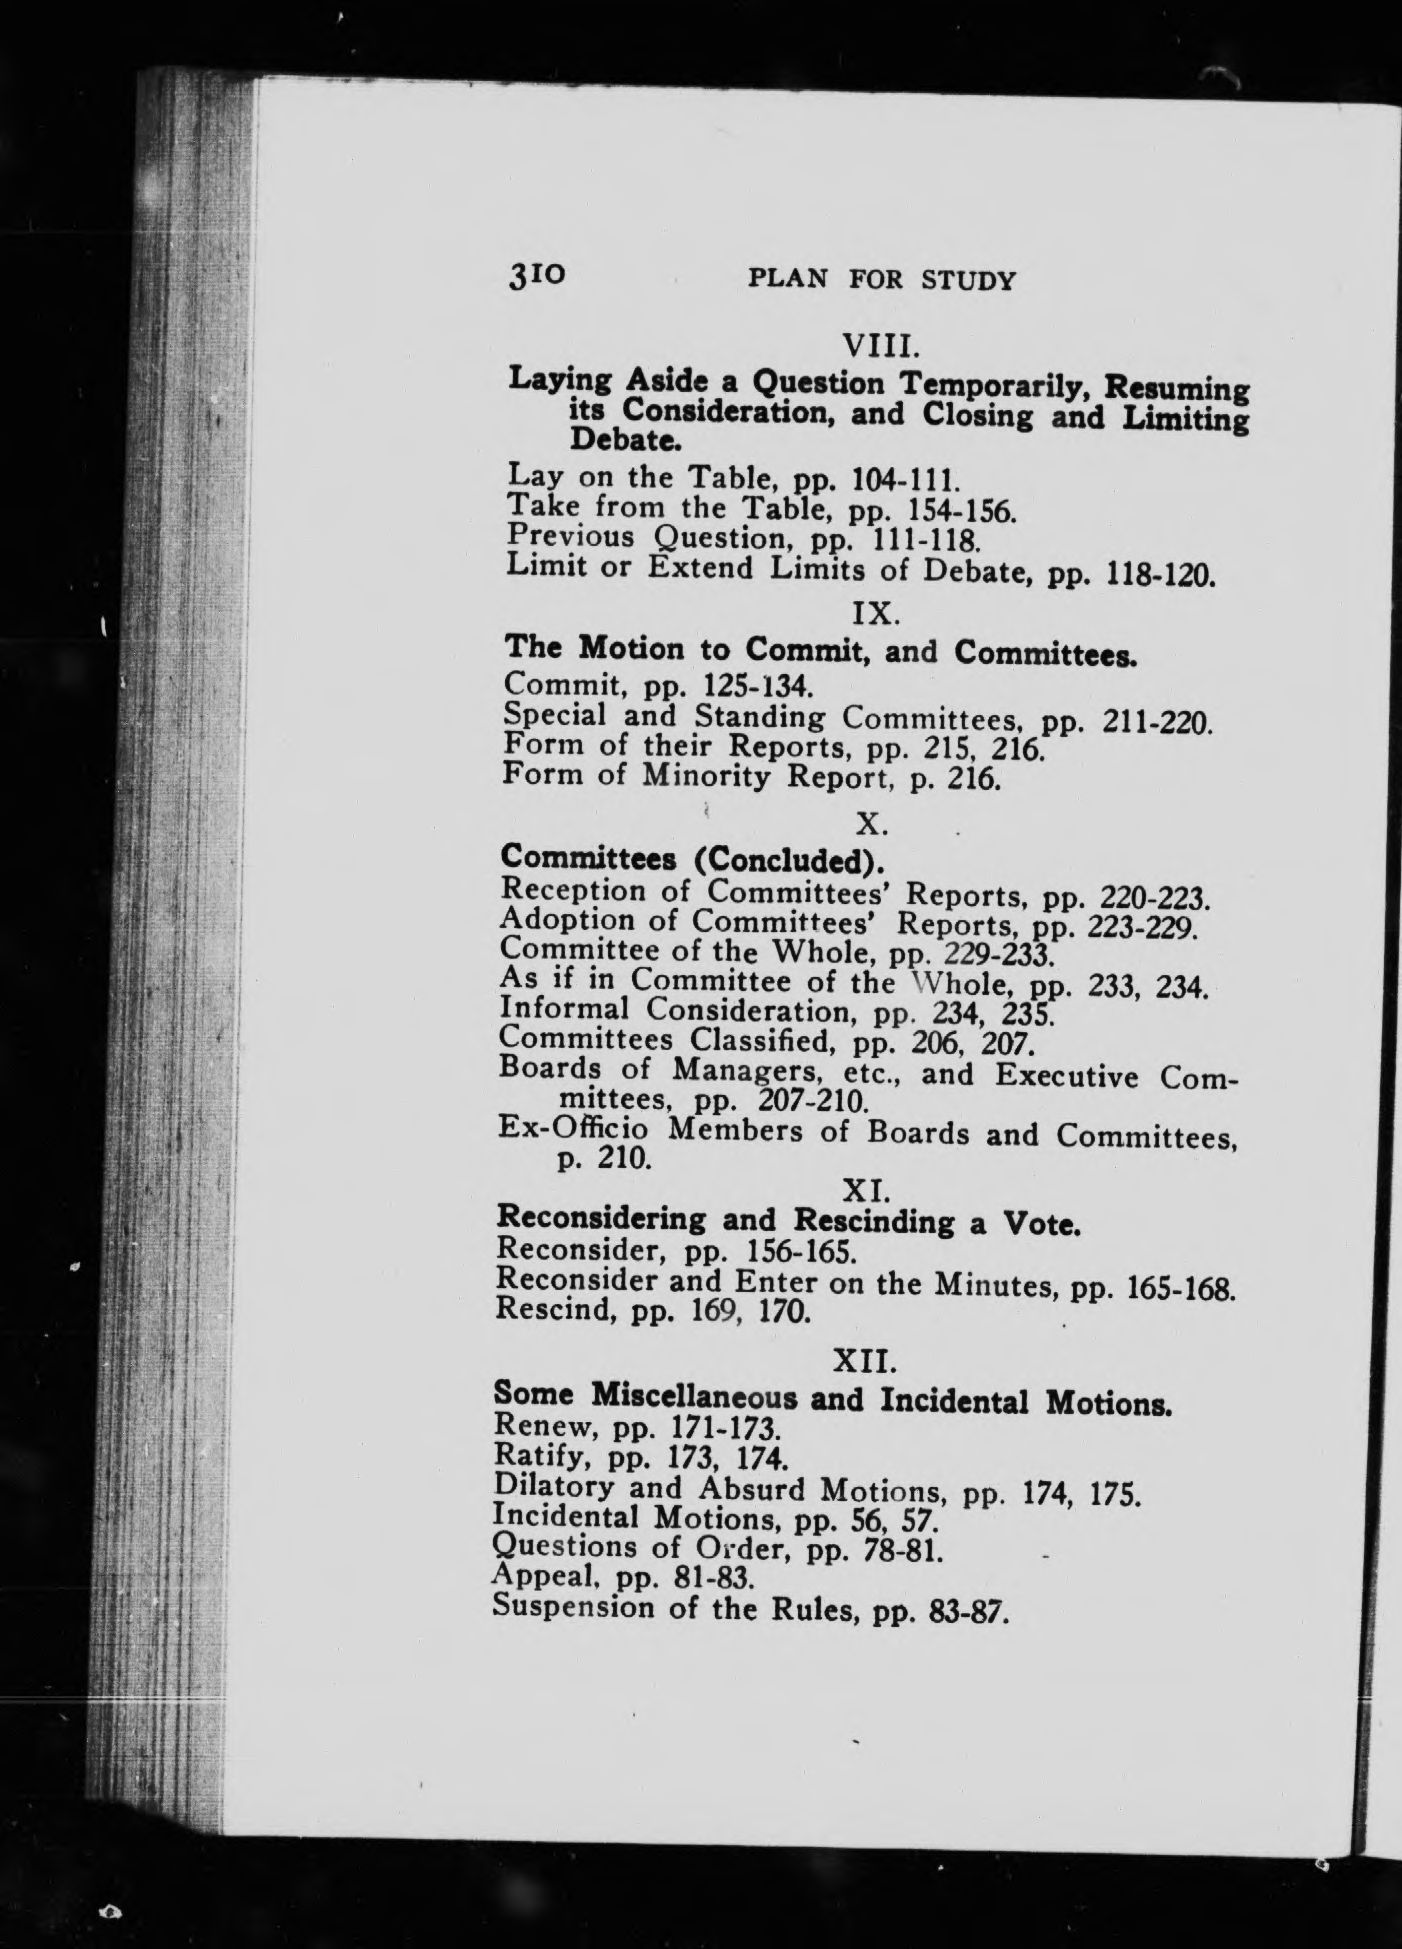 310 PLAN FOR STUDY
VIII.
Laying Aside a Question Temporarily, Resuming
its Consideration, and Closing and Limiting
Debate.
Lay on the Table, pp. 104-111.
Take from the Table, pp. 154-156.
Previous Question, pp. 111-118.
Limit or Extend Limits of Debate, pp. 118-120.
IX.
The Motion to Commit, and Committees.
Commit, pp. 125-134.
Special and Standing Committees, pp. 211-220.
Form of their Reports, pp. 215, 216.
Form of Minority Report, p. 216.
X.
Committees (Concluded).
Reception of Committees' Reports, pp. 220-223.
Adoption of Committees' Reports, pp. 223-229.
Committee of the Whole, pp. 229-233.
As if in Committee of the Whole, pp. 233, 234.
Informal Consideration, pp. 234, 235.
Committees Classified, pp. 206, 207.
Boards of Managers, etc., and Executive Com-
mittees, pp. 207-210.
Ex-Officio Members of Boards and Committees,
p. 210.
XI.
Reconsidering and Rescinding a Vote.
Reconsider, pp. 156-165.
Reconsider and Enter on the Minutes, pp. 165-168.
Rescind, pp. 169, 170.
XII.
Some Miscellaneous and Incidental Motions.
Renew, pp. 171-173.
Ratify, pp. 173, 174.
Dilatory and Absurd Motions, pp. 174, 175.
Incidental Motions, pp. 56, 57.
Questions of Order, pp. 78-81.
Appeal, pp. 81-83.
Suspension of the Rules, pp. 83-87.